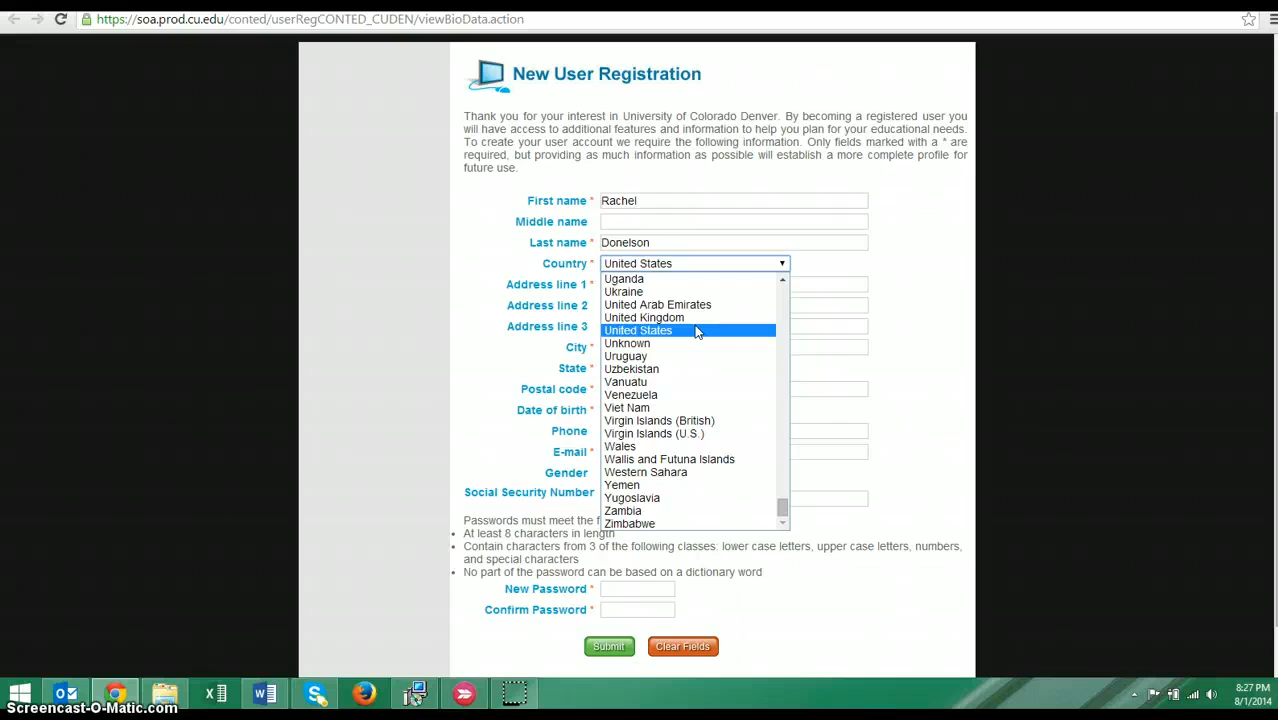 https://soa.prod.cu.edu/conted/userRegCONTED_CUDEN/viewBioData.action
New User Registration
Thank you for your interest in University of Colorado Denver. By becoming a registered user you
will have access to additional features and information to help you plan for your educational needs.
To create your user account we require the following information. Only fields marked with a * are
required, but providing as much information as possible will establish a more complete profile for
future use.
First name * Rachel
Middle name
Last name * Donelson
Country * United States
Address line 1 *
Address line 2
Address line 3
City *
State *
Postal code *
Date of birth *
Phone
E-mail *
Gender
Social Security Number
Uganda
Ukraine
United Arab Emirates
United Kingdom
United States
Unknown
Uruguay
Uzbekistan
Vanuatu
Venezuela
Viet Nam
Virgin Islands (British)
Virgin Islands (U.S.)
Wales
Wallis and Futuna Islands
Western Sahara
Yemen
Yugoslavia
Zambia
Zimbabwe
Passwords must meet the f
• At least 8 characters in length
• Contain characters from 3 of the following classes: lower case letters, upper case letters, numbers,
and special characters
• No part of the password can be based on a dictionary word
New Password *
Confirm Password *
Submit Clear Fields
8:27 PM
8/1/2014
Screencast-O-Matic.com